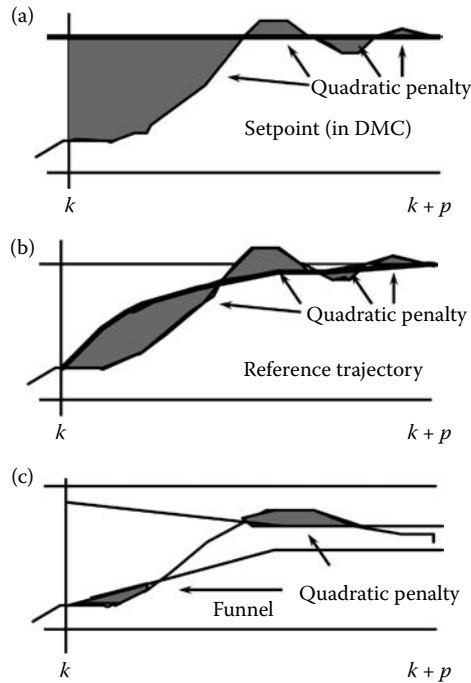 (a)
Quadratic penalty
Setpoint (in DMC)
k
k + p
(b)
Quadratic penalty
Reference trajectory
k
k + p
(c)
Quadratic penalty
Funnel
k
k + p